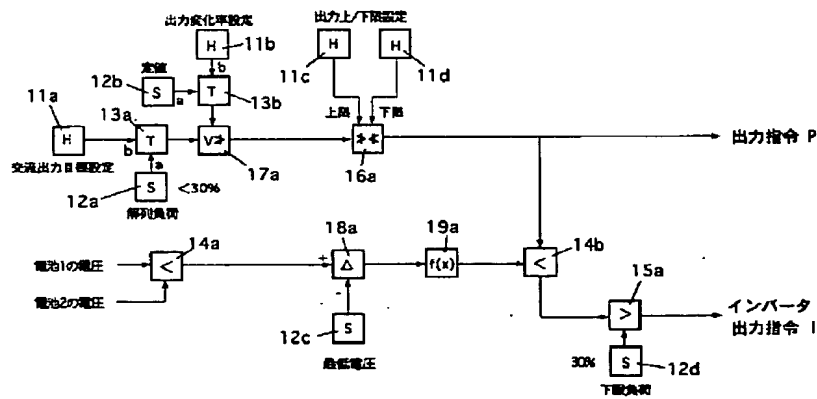 出力変化率設定
出力上/下限設定
H
11b
H
H
11c
11d
b
定値
12b
S
a
T
13b
上限
下限
11a
13a
H
b
T
V≯
17a
16a
出力指令 P
交流出力目標設定
a
12a
S
<30%
解列負荷
14a
18a
19a
電池1の電圧
<
+
Δ
f(x)
<
14b
電池2の電圧
-
15a
>
インバータ
出力指令 I
12c
S
最低電圧
30%
S
12d
下限負荷